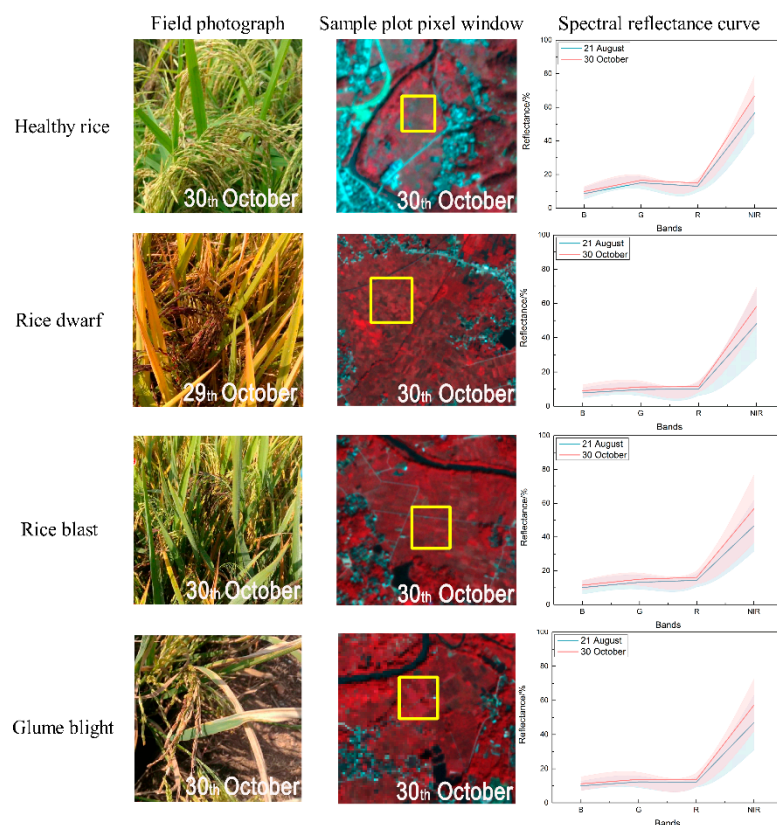 Field photograph
Sample plot pixel window
Spectral reflectance curve
Healthy rice
30th October
30th October
100
80
60
40
20
0
Reflectance/%
21 August
30 October
B
G
R
NIR
Bands
Rice dwarf
29th October
30th October
100
80
60
40
20
0
Reflectance/%
21 August
30 October
B
G
R
NIR
Bands
Rice blast
30th October
30th October
100
80
60
40
20
0
Reflectance/%
21 August
30 October
B
G
R
NIR
Bands
Glume blight
30th October
30th October
100
80
60
40
20
0
Reflectance/%
21 August
30 October
B
G
R
NIR
Bands